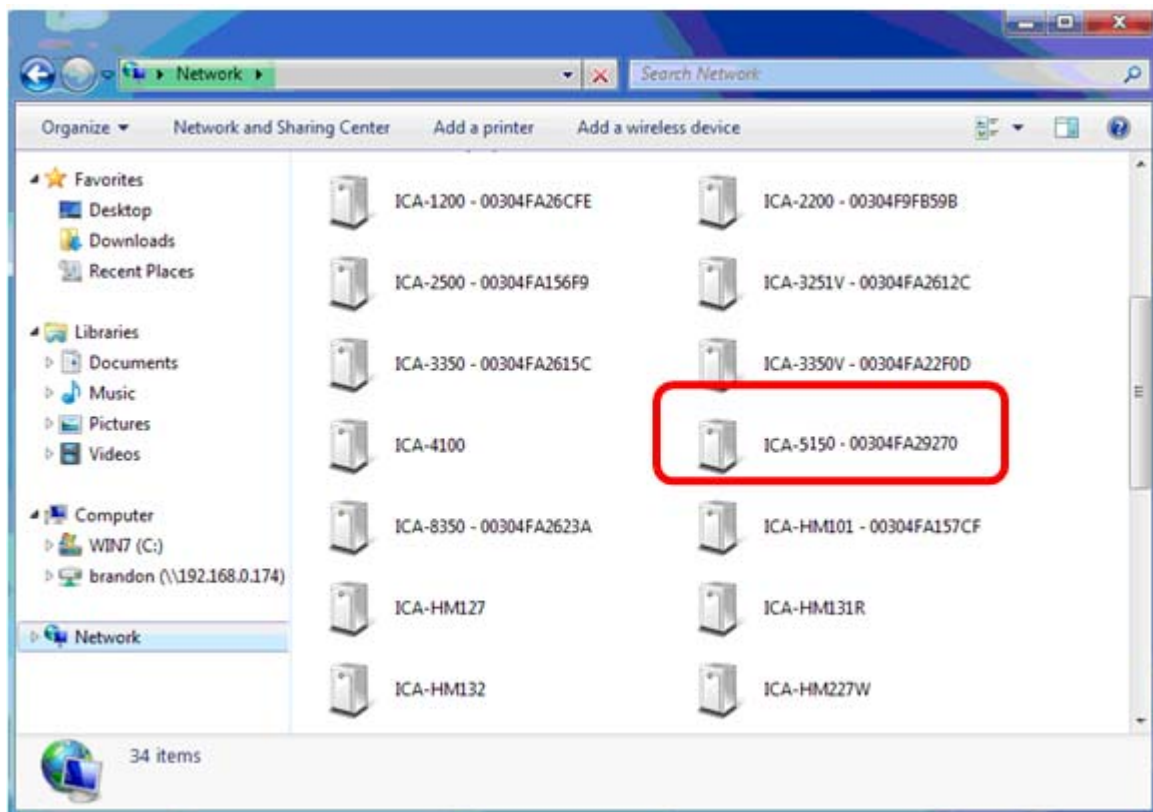 Network
Search Network
Organize
Network and Sharing Center
Add a printer
Add a wireless device
Favorites
Desktop
Downloads
Recent Places
Libraries
Documents
Music
Pictures
Videos
Computer
WIN7 (C:)
brandon (\\192.168.0.174)
Network
ICA-1200 - 00304FA26CFE
ICA-2200 - 00304F9FB59B
ICA-2500 - 00304FA156F9
ICA-3251V - 00304FA2612C
ICA-3350 - 00304FA2615C
ICA-3350V - 00304FA22F0D
ICA-4100
ICA-5150 - 00304FA29270
ICA-8350 - 00304FA2623A
ICA-HM101 - 00304FA157CF
ICA-HM127
ICA-HM131R
ICA-HM132
ICA-HM227W
34 items